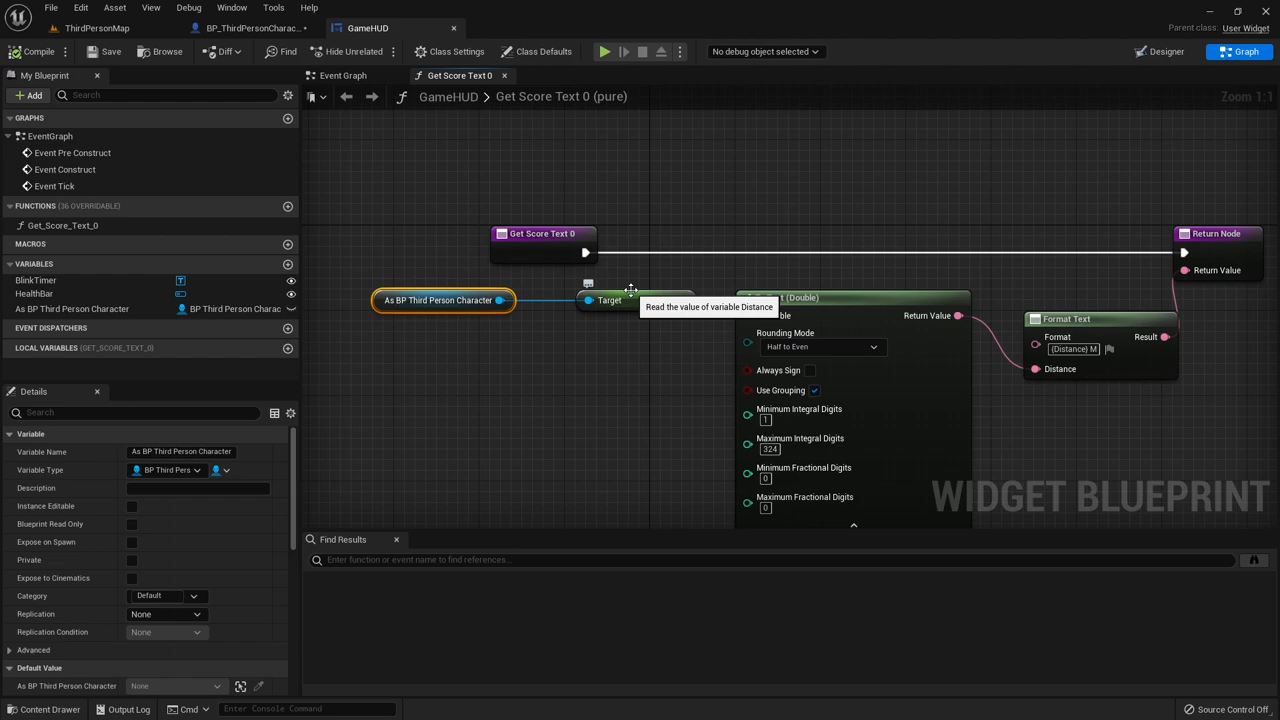 File Edit Asset View Debug Window Tools Help
ThirdPersonMap
BP_ThirdPersonCharac...
GameHUD
Parent class: User Widget
Compile
Save
Browse
Diff
Find
Hide Unrelated
Class Settings
Class Defaults
No debug object selected
Designer
Graph
My Blueprint
Add
Search
GRAPHS
EventGraph
Event Pre Construct
Event Construct
Event Tick
FUNCTIONS (36 OVERRIDABLE)
Get_Score_Text_0
MACROS
VARIABLES
BlinkTimer
HealthBar
As BP Third Person Character BP Third Person Charac
EVENT DISPATCHERS
LOCAL VARIABLES (GET_SCORE_TEXT_0)
Details
Search
Variable
Variable Name As BP Third Person Character
Variable Type BP Third Pers
Description
Instance Editable
Blueprint Read Only
Expose on Spawn
Private
Expose to Cinematics
Category Default
Replication None
Replication Condition None
Advanced
Default Value
As BP Third Person Character None
Event Graph
Get Score Text 0
GameHUD > Get Score Text 0 (pure)
Zoom 1:1
Get Score Text 0
Return Node
Return Value
As BP Third Person Character
Target
Read the value of variable Distance
(Double)
Return Value
Rounding Mode
Half to Even
Always Sign
Use Grouping
Minimum Integral Digits
1
Maximum Integral Digits
324
Minimum Fractional Digits
0
Maximum Fractional Digits
0
Format Text
Format
{Distance} M
Result
Distance
WIDGET BLUEPRINT
Find Results
Enter function or event name to find references...
Content Drawer
Output Log
Cmd
Enter Console Command
Source Control Off